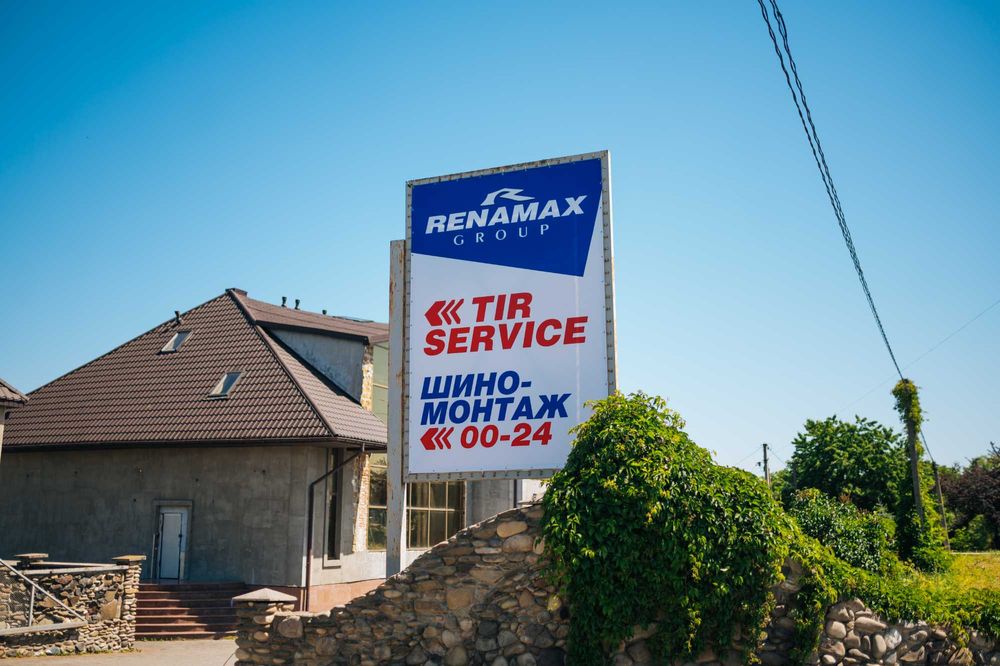 RENAMAX
GROUP
TIR
SERVICE
ШИНО-
МОНТАЖ
00-24